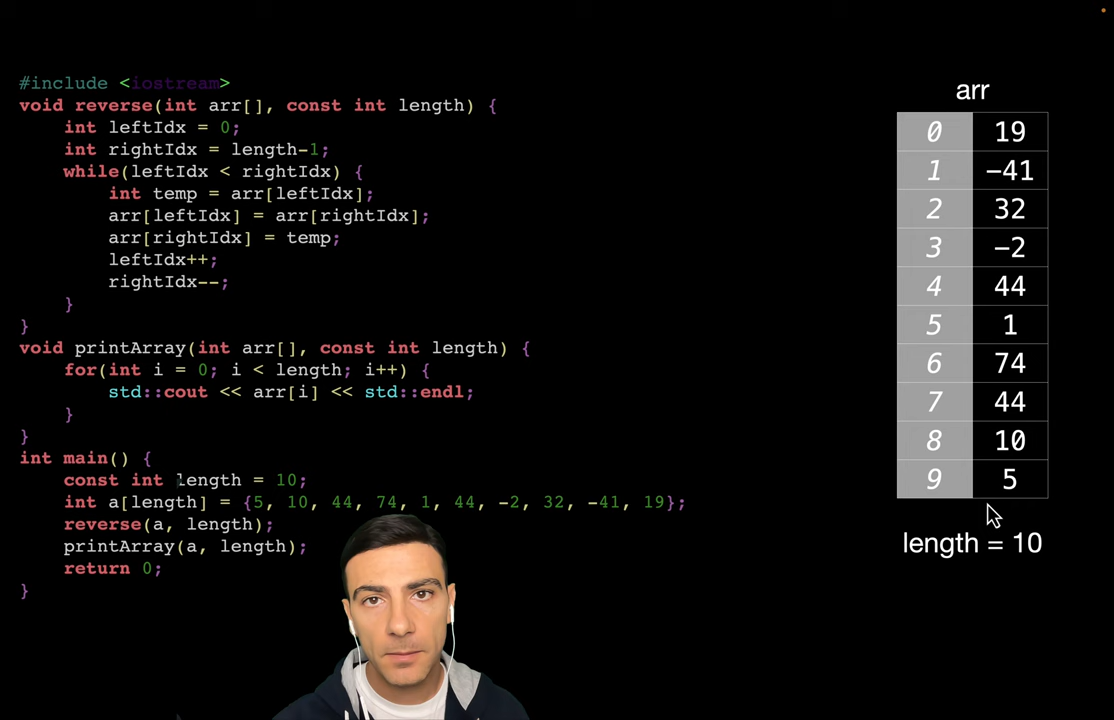 #include <iostream>
void reverse(int arr[], const int length) {
    int leftIdx = 0;
    int rightIdx = length-1;
    while(leftIdx < rightIdx) {
        int temp = arr[leftIdx];
        arr[leftIdx] = arr[rightIdx];
        arr[rightIdx] = temp;
        leftIdx++;
        rightIdx--;
    }
}
void printArray(int arr[], const int length) {
    for(int i = 0; i < length; i++) {
        std::cout << arr[i] << std::endl;
    }
}
int main() {
    const int length = 10;
    int a[length] = {5, 10, 44, 74, 1, 44, -2, 32, -41, 19};
    reverse(a, length);
    printArray(a, length);
    return 0;
}
arr
0 19
1 −41
2 32
3 −2
4 44
5 1
6 74
7 44
8 10
9 5
length = 10